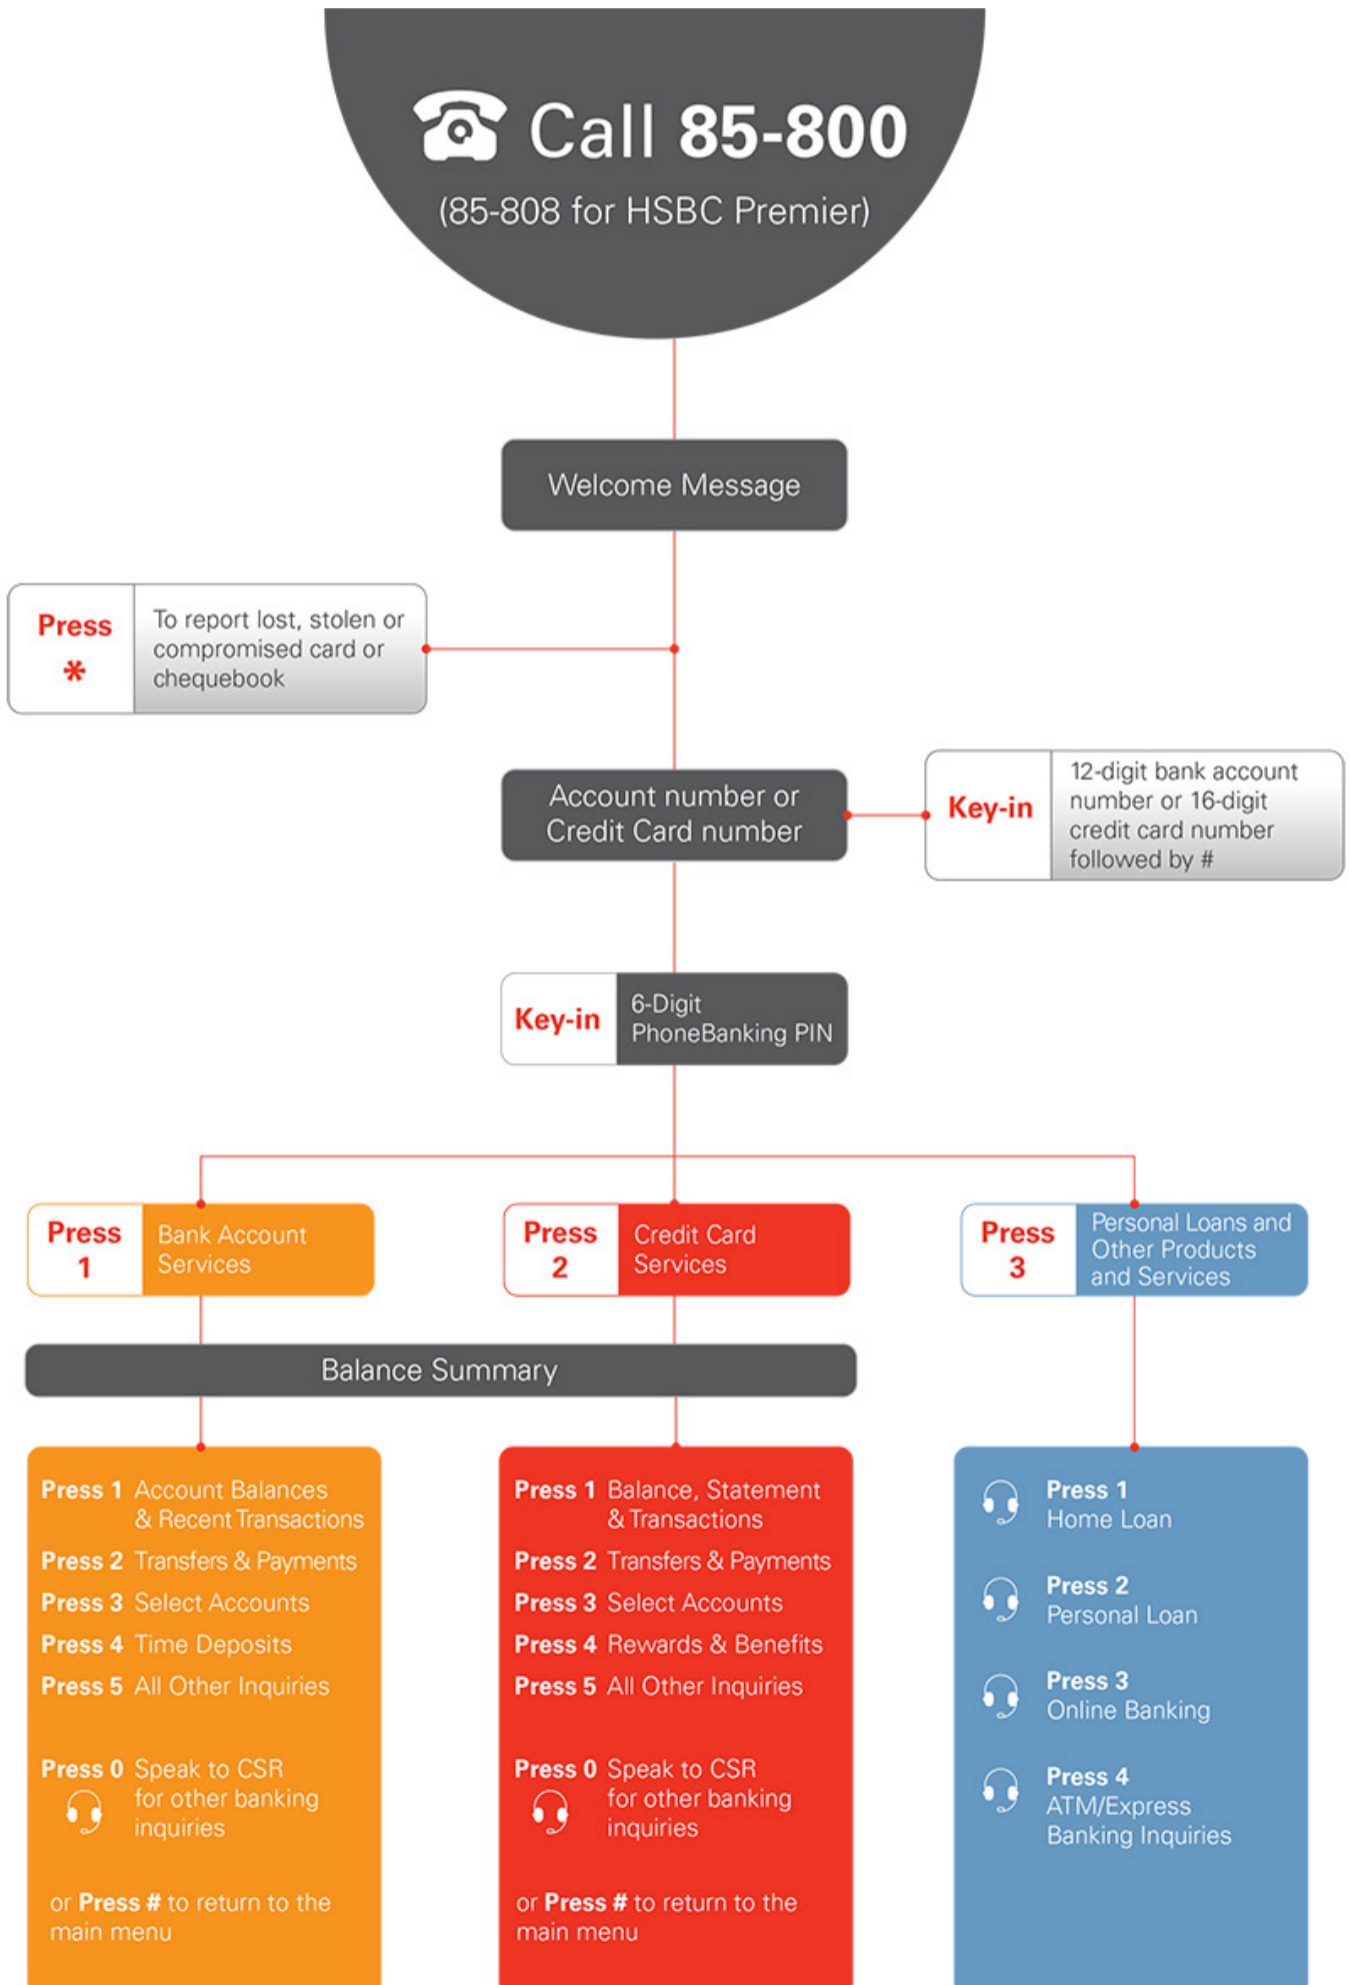 Call 85-800
(85-808 for HSBC Premier)
Welcome Message
Press
*
To report lost, stolen or
compromised card or
chequebook
Account number or
Credit Card number
Key-in
12-digit bank account
number or 16-digit
credit card number
followed by #
Key-in
6-Digit
PhoneBanking PIN
Press
1
Bank Account
Services
Press
2
Credit Card
Services
Press
3
Personal Loans and
Other Products
and Services
Balance Summary
Press 1 Account Balances
& Recent Transactions
Press 2 Transfers & Payments
Press 3 Select Accounts
Press 4 Time Deposits
Press 5 All Other Inquiries
Press 0 Speak to CSR
for other banking
inquiries
or Press # to return to the
main menu
Press 1 Balance, Statement
& Transactions
Press 2 Transfers & Payments
Press 3 Select Accounts
Press 4 Rewards & Benefits
Press 5 All Other Inquiries
Press 0 Speak to CSR
for other banking
inquiries
or Press # to return to the
main menu
Press 1
Home Loan
Press 2
Personal Loan
Press 3
Online Banking
Press 4
ATM/Express
Banking Inquiries